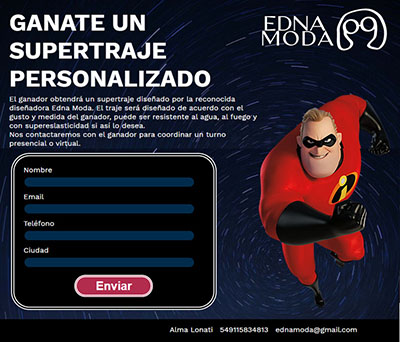 GANATE UN
SUPERTRAJE
PERSONALIZADO
EDNA
MODA
El ganador obtendrá un supertraje diseñado por la reconocida
diseñadora Edna Moda. El traje será diseñado de acuerdo con el
gusto y medida del ganador, puede ser resistente al agua, al fuego y
con supereslasticidad si así lo desea.
Nos contactaremos con el ganador para coordinar un turno
presencial o virtual.
Nombre
Email
Teléfono
Ciudad
Enviar
Alma Lonati 549115834813 ednamoda@gmail.com